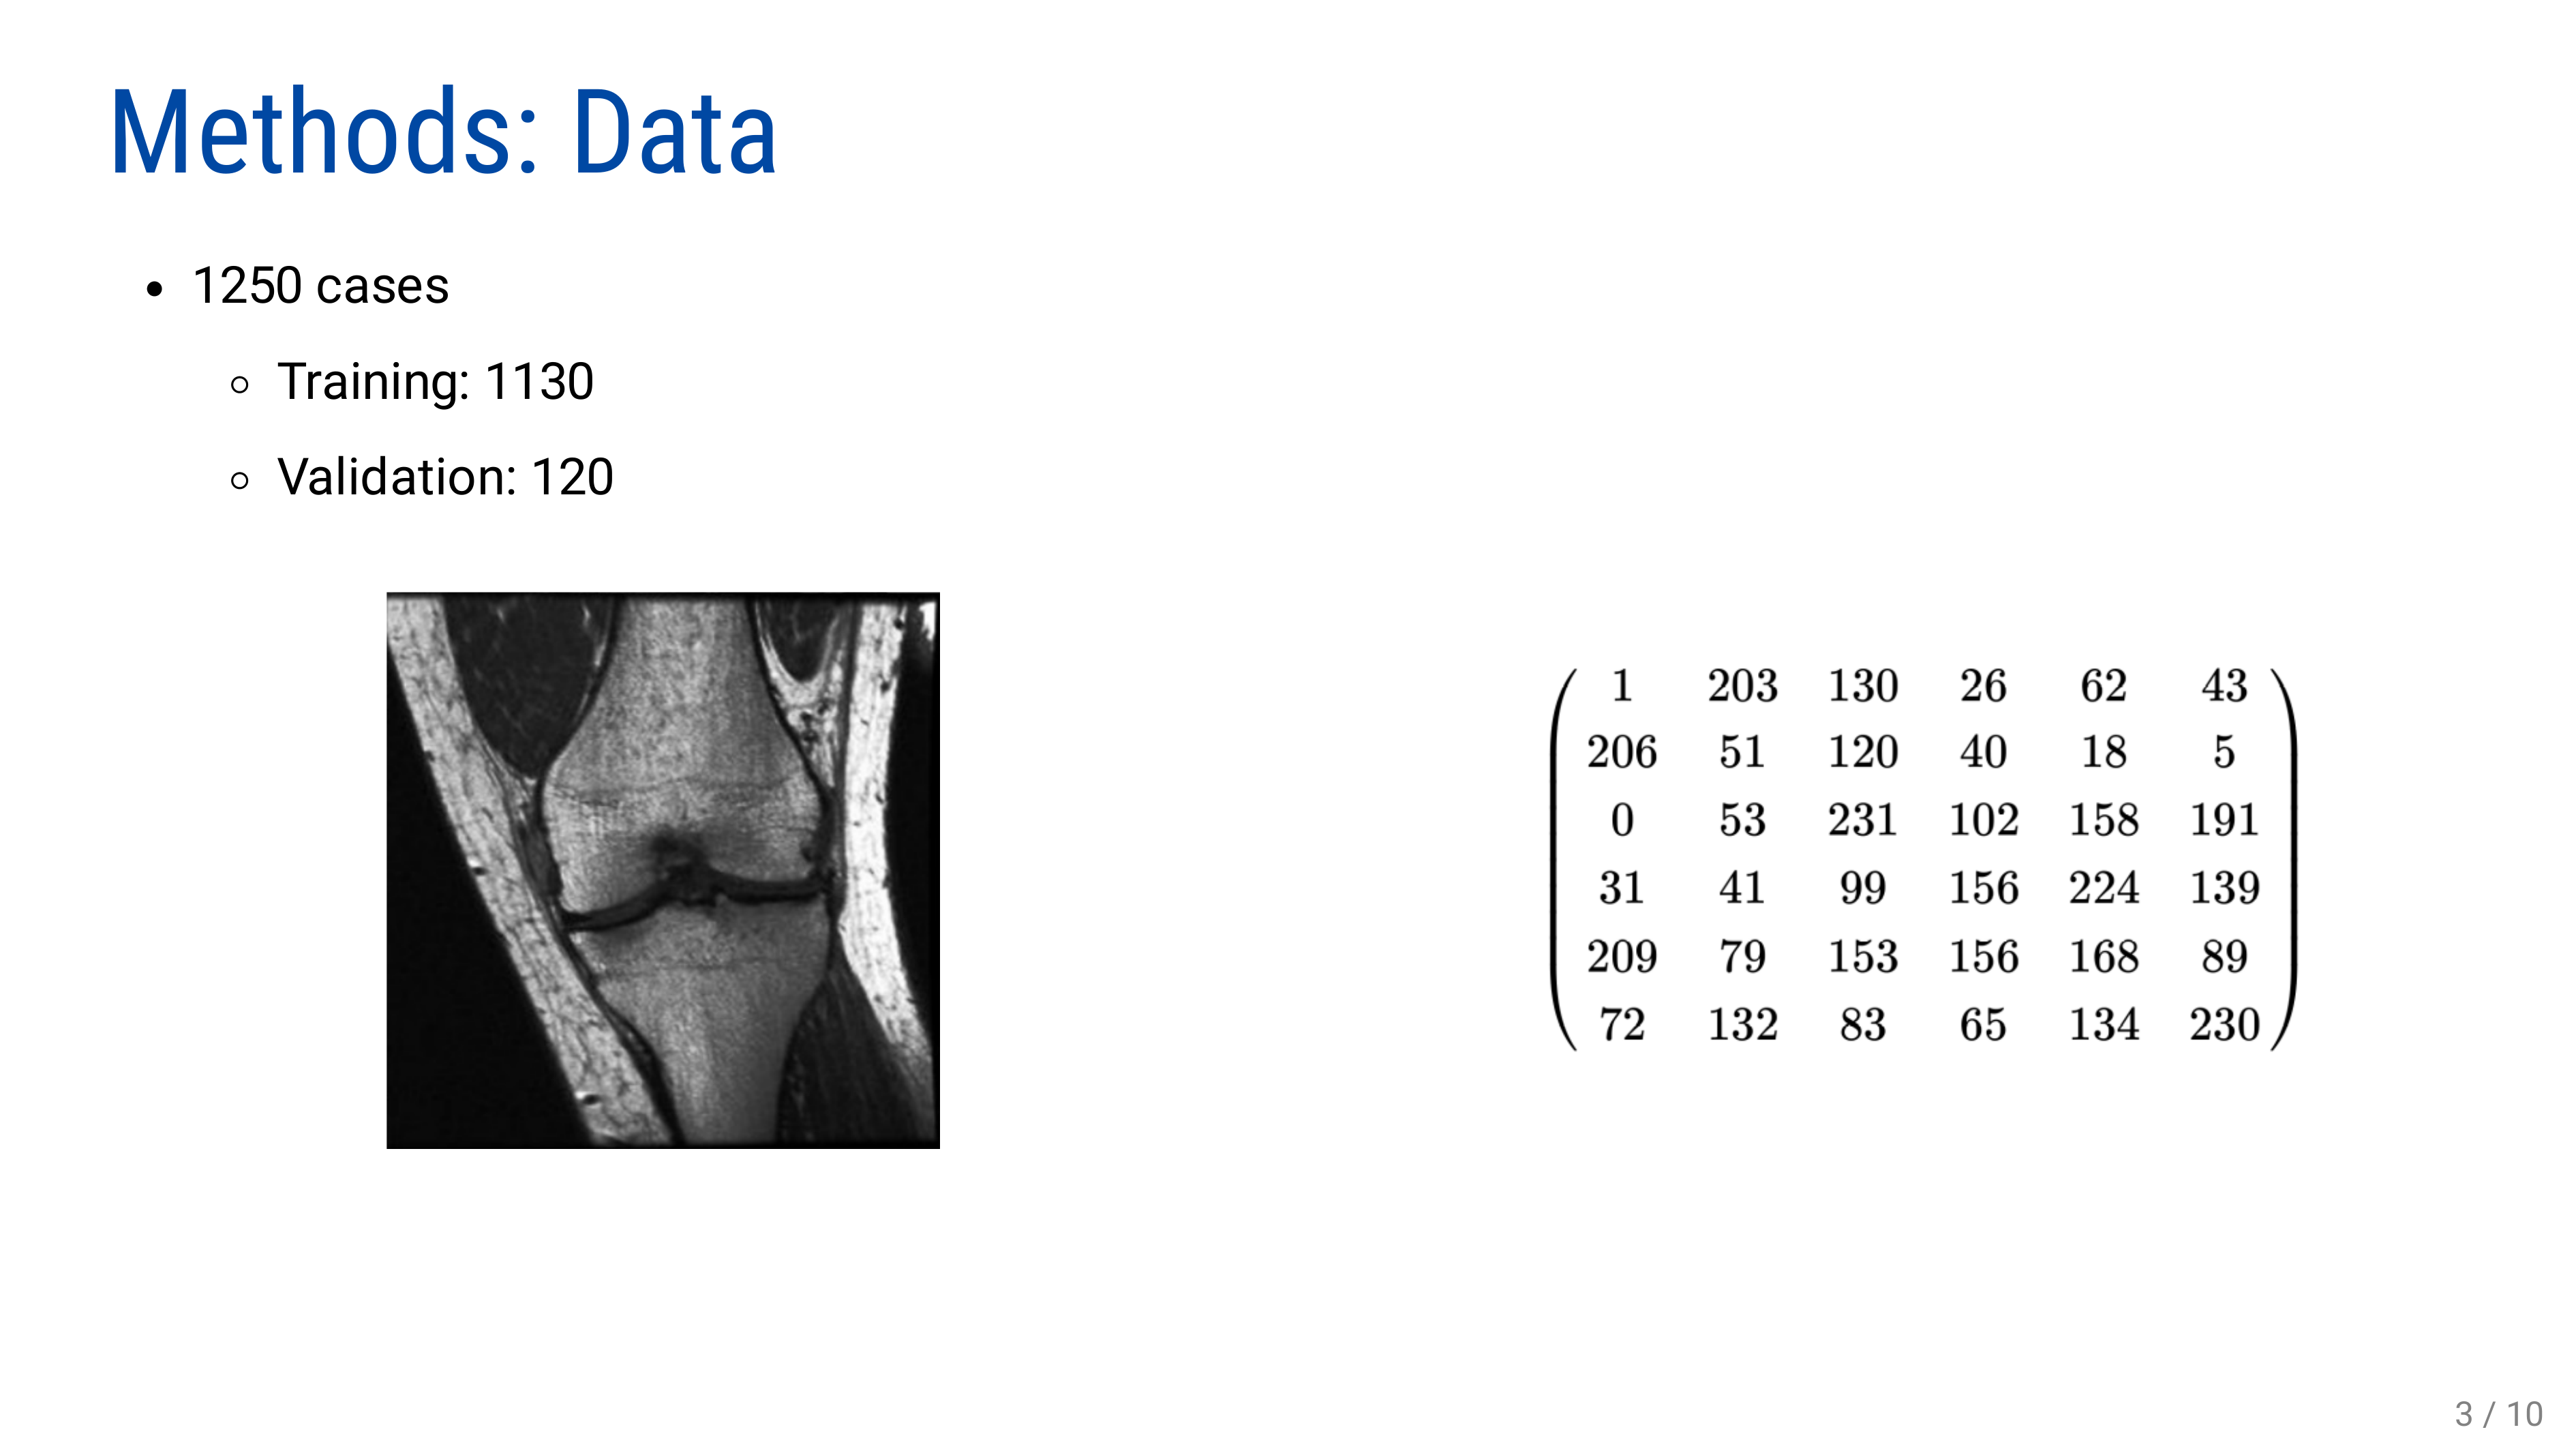 Methods: Data
• 1250 cases
○ Training: 1130
○ Validation: 120
1 203 130 26 62 43
206 51 120 40 18 5
0 53 231 102 158 191
31 41 99 156 224 139
209 79 153 156 168 89
72 132 83 65 134 230
3 / 10